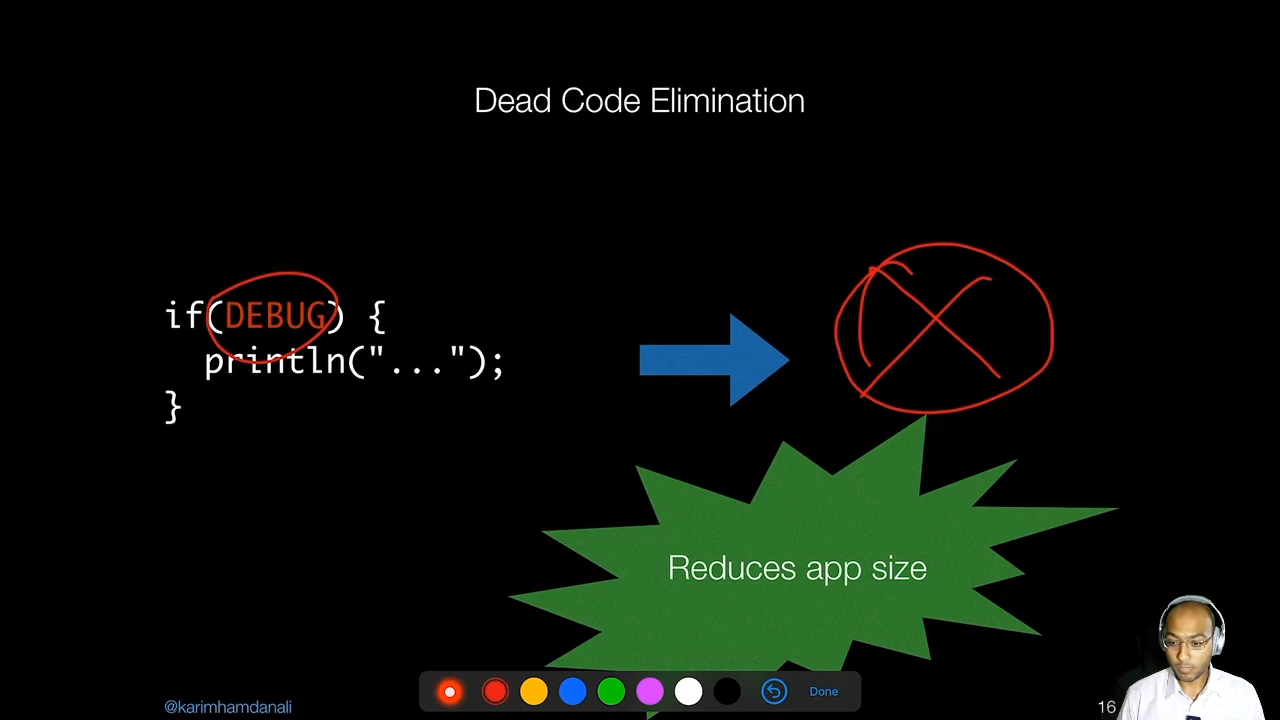 Dead Code Elimination
if(DEBUG) {
println("...");
}
Reduces app size
Done
@karimhamdanali
16